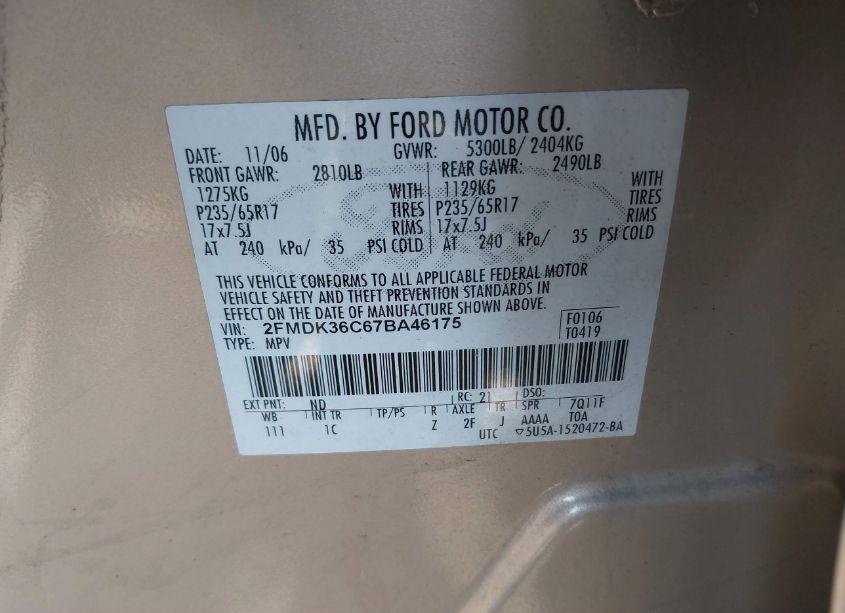 MFD. BY FORD MOTOR CO.
DATE: 11/06 GVWR: 5300LB/ 2404KG
FRONT GAWR: 2810LB REAR GAWR: 2490LB
1275KG WITH 1129KG WITH
P235/65R17 TIRES P235/65R17 TIRES
17x7.5J RIMS 17x7.5J RIMS
AT 240 kPa/ 35 PSI COLD AT 240 kPa/ 35 PSI COLD
THIS VEHICLE CONFORMS TO ALL APPLICABLE FEDERAL MOTOR
VEHICLE SAFETY AND THEFT PREVENTION STANDARDS IN
EFFECT ON THE DATE OF MANUFACTURE SHOWN ABOVE.
VIN: 2FMDK36C67BA46175 F0106
TYPE: MPV T0419
EXT PNT: ND RC: 21 DSO:
WB INT TR TP/PS R AXLE TR SPR 7Q11F
111 1C Z 2F J AAAA TOA
UTC ▽5U5A-1520472-BA